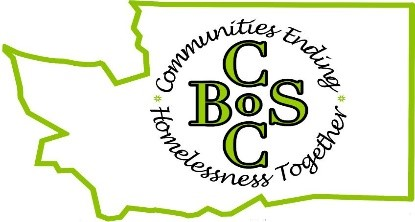 Communities Ending
C
BoS
C
Homelessness Together